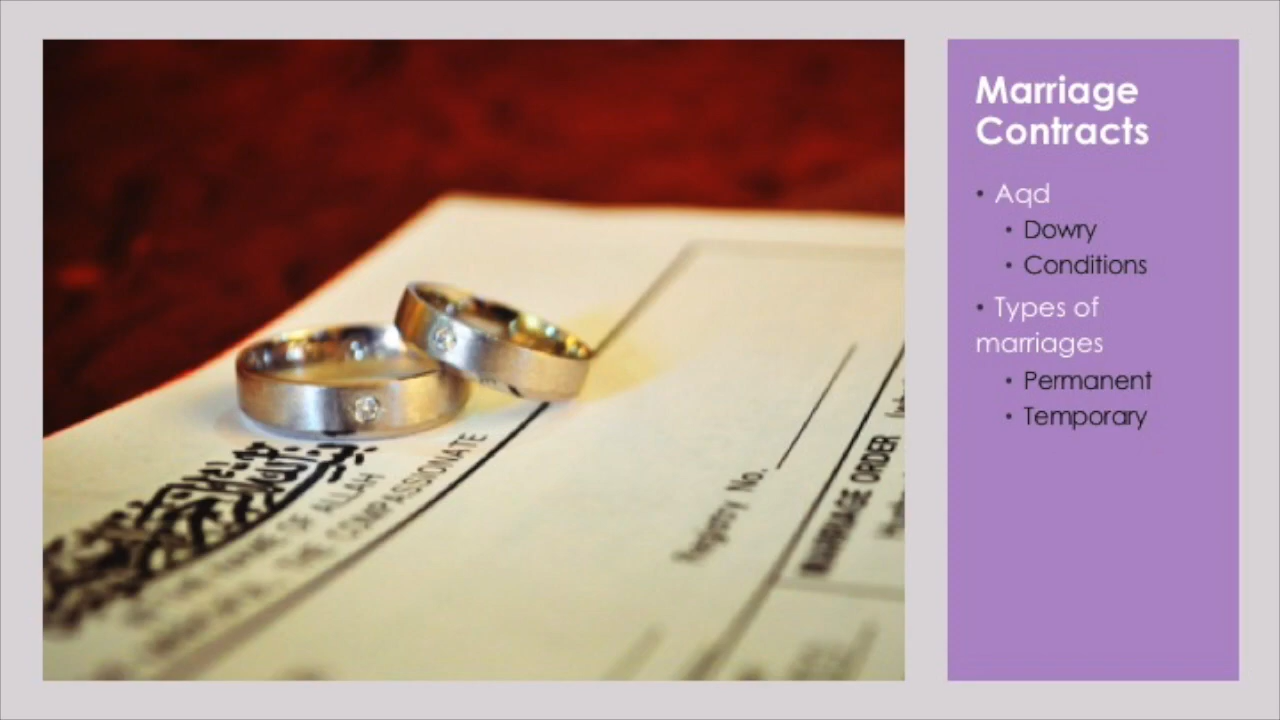 Marriage
Contracts
• Aqd
• Dowry
• Conditions
• Types of
marriages
• Permanent
• Temporary
OF ALLAH
THE COMPASSIONATE
Registry No.
MARRIAGE ORDER